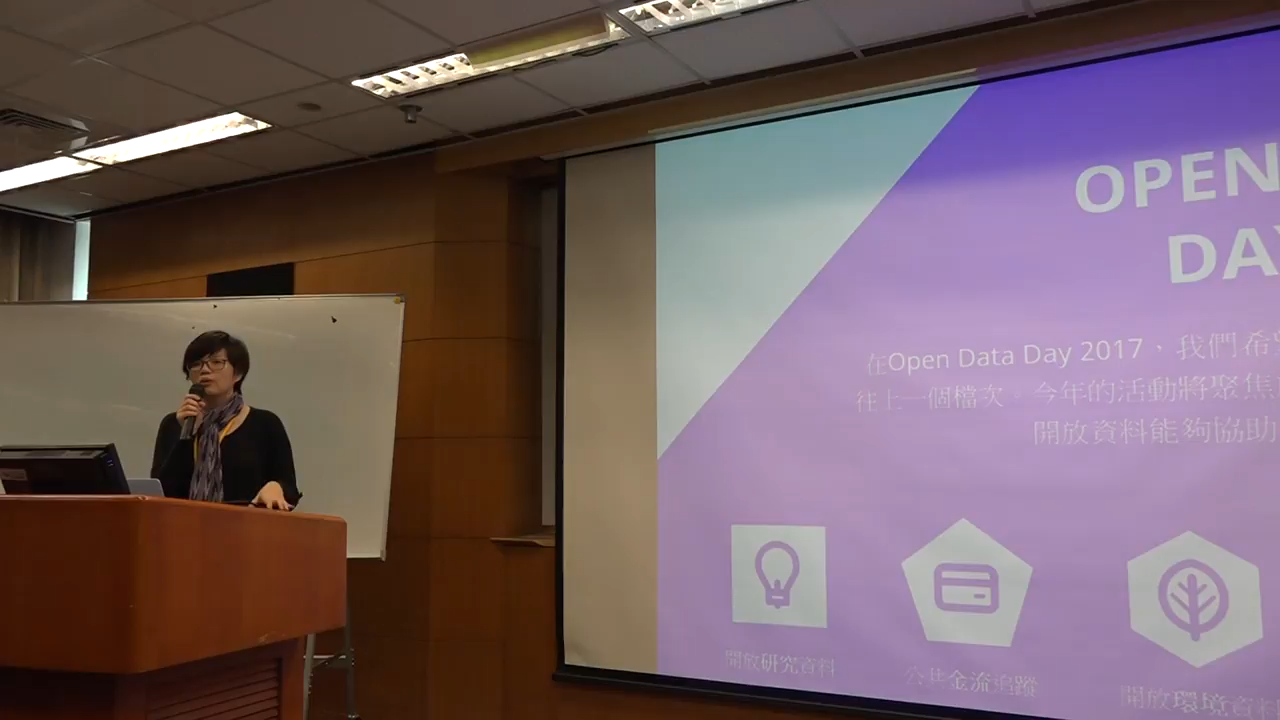 OPEN
DAY
在Open Data Day 2017，我們希
往上一個檔次。今年的活動將聚焦
開放資料能夠協助
開放研究資料
公共金流追蹤
開放環境資料